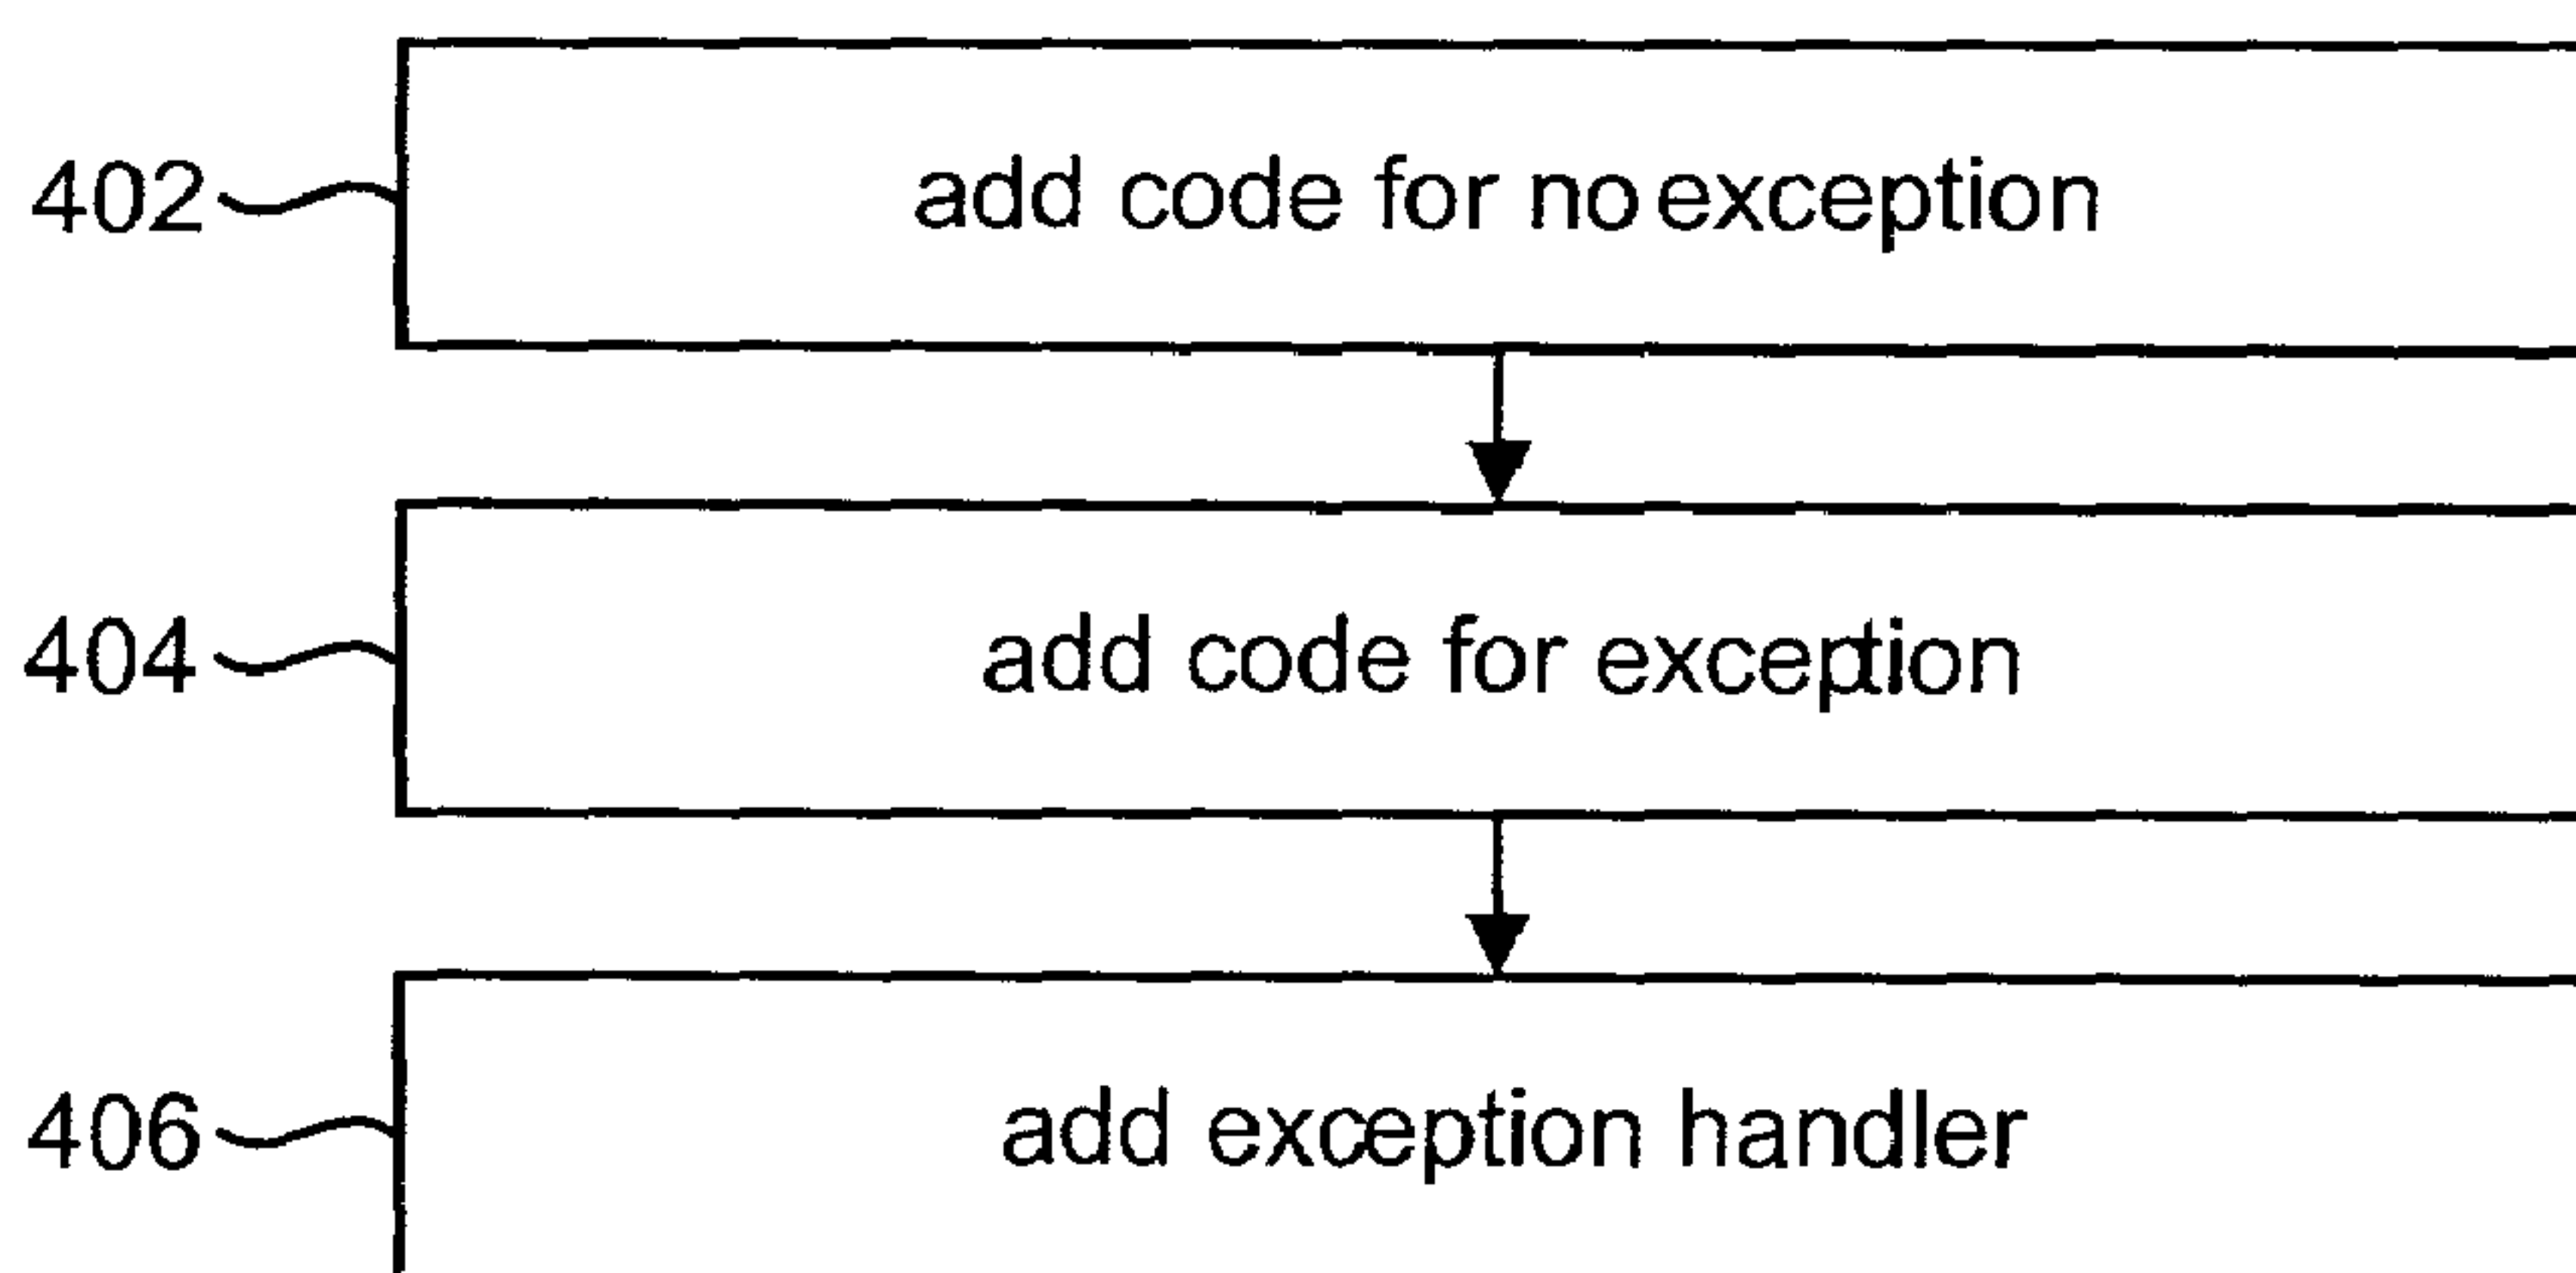 402 add code for no exception
404 add code for exception
406 add exception handler